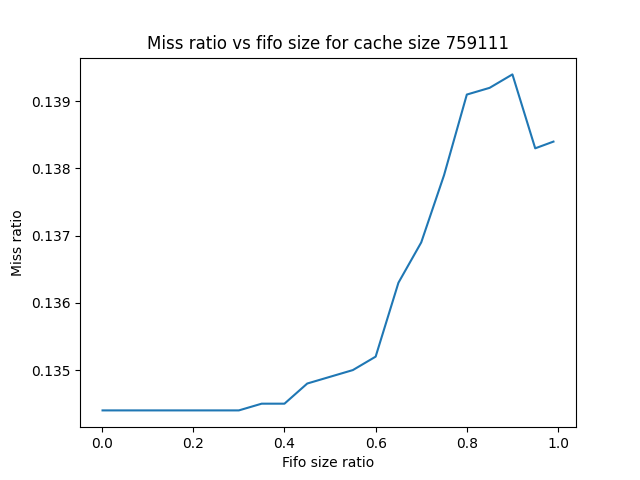 Miss ratio vs fifo size for cache size 759111
0.139
0.138
0.137
0.136
0.135
Miss ratio
0.0 0.2 0.4 0.6 0.8 1.0
Fifo size ratio